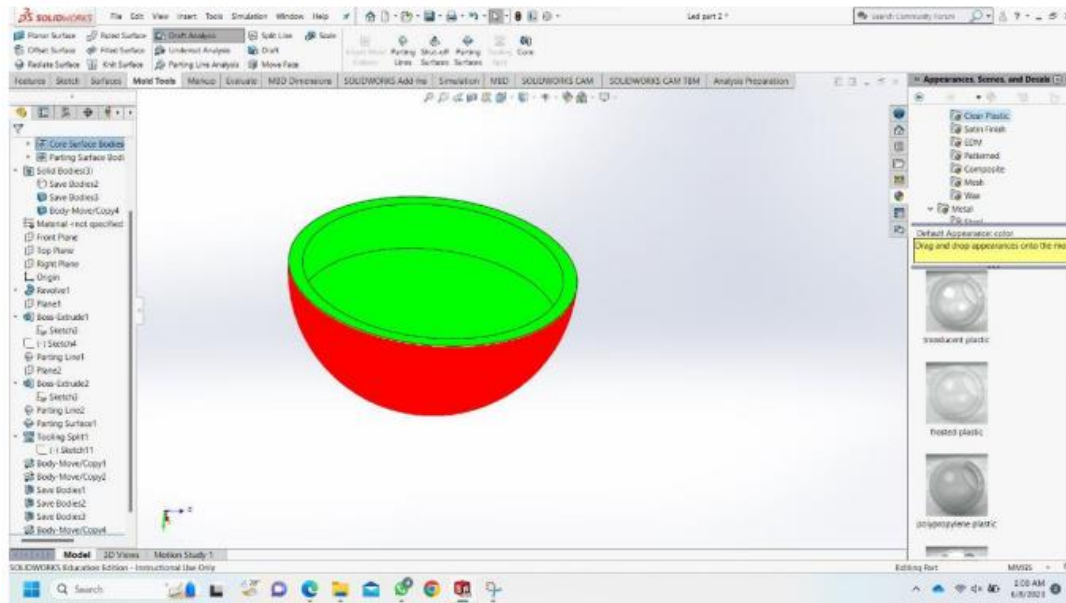 SOLIDWORKS File Edit View Insert Tools Simulation Window Help
Led part 2 *
Search Community Forum
Planar Surface Ruled Surface Draft Analysis Split Line Scale
Offset Surface Filled Surface Undercut Analysis Draft
Radiate Surface Knit Surface Parting Line Analysis Move Face
Parting Lines
Shut-off Surfaces
Parting Surfaces
Core
Features Sketch Surfaces Mold Tools Markup Evaluate MBD Dimensions SOLIDWORKS Add-Ins Simulation MBD SOLIDWORKS CAM SOLIDWORKS CAM TBM Analysis Preparation
Core Surface Bodies
Parting Surface Bodi
Solid Bodies(3)
Save Bodies2
Save Bodies3
Body-Move/Copy4
Material <not specified
Front Plane
Top Plane
Right Plane
Origin
Revolve1
Plane1
Boss-Extrude1
Sketch3
(-) Sketch4
Parting Line1
Plane2
Boss-Extrude2
Sketch3
Parting Line2
Parting Surface1
Tooling Split1
(-) Sketch11
Body-Move/Copy1
Body-Move/Copy2
Save Bodies1
Save Bodies2
Save Bodies3
Body-Move/Copy4
Appearances, Scenes, and Decals
Clear Plastic
Satin Finish
EDM
Patterned
Composite
Mesh
Wax
Metal
Steel
Default Appearance: color
Drag and drop appearances onto the mo
translucent plastic
frosted plastic
polypropylene plastic
Model 3D Views Motion Study 1
SOLIDWORKS Education Edition - Instructional Use Only
Editing Part MMGS
Search
2:00 AM